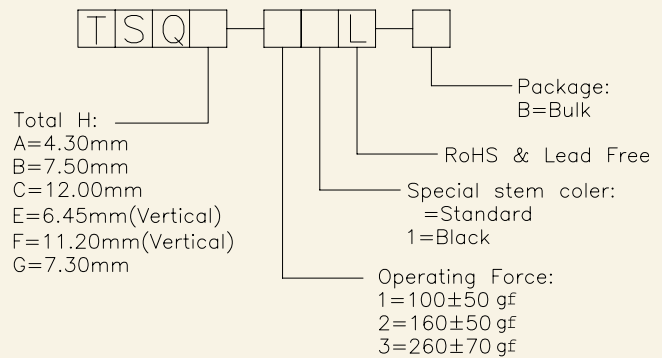 TSQ - L -
Package:
B=Bulk
Total H:
A=4.30mm
B=7.50mm
C=12.00mm
E=6.45mm(Vertical)
F=11.20mm(Vertical)
G=7.30mm
RoHS & Lead Free
Special stem coler:
=Standard
1=Black
Operating Force:
1=100±50 gf
2=160±50 gf
3=260±70 gf